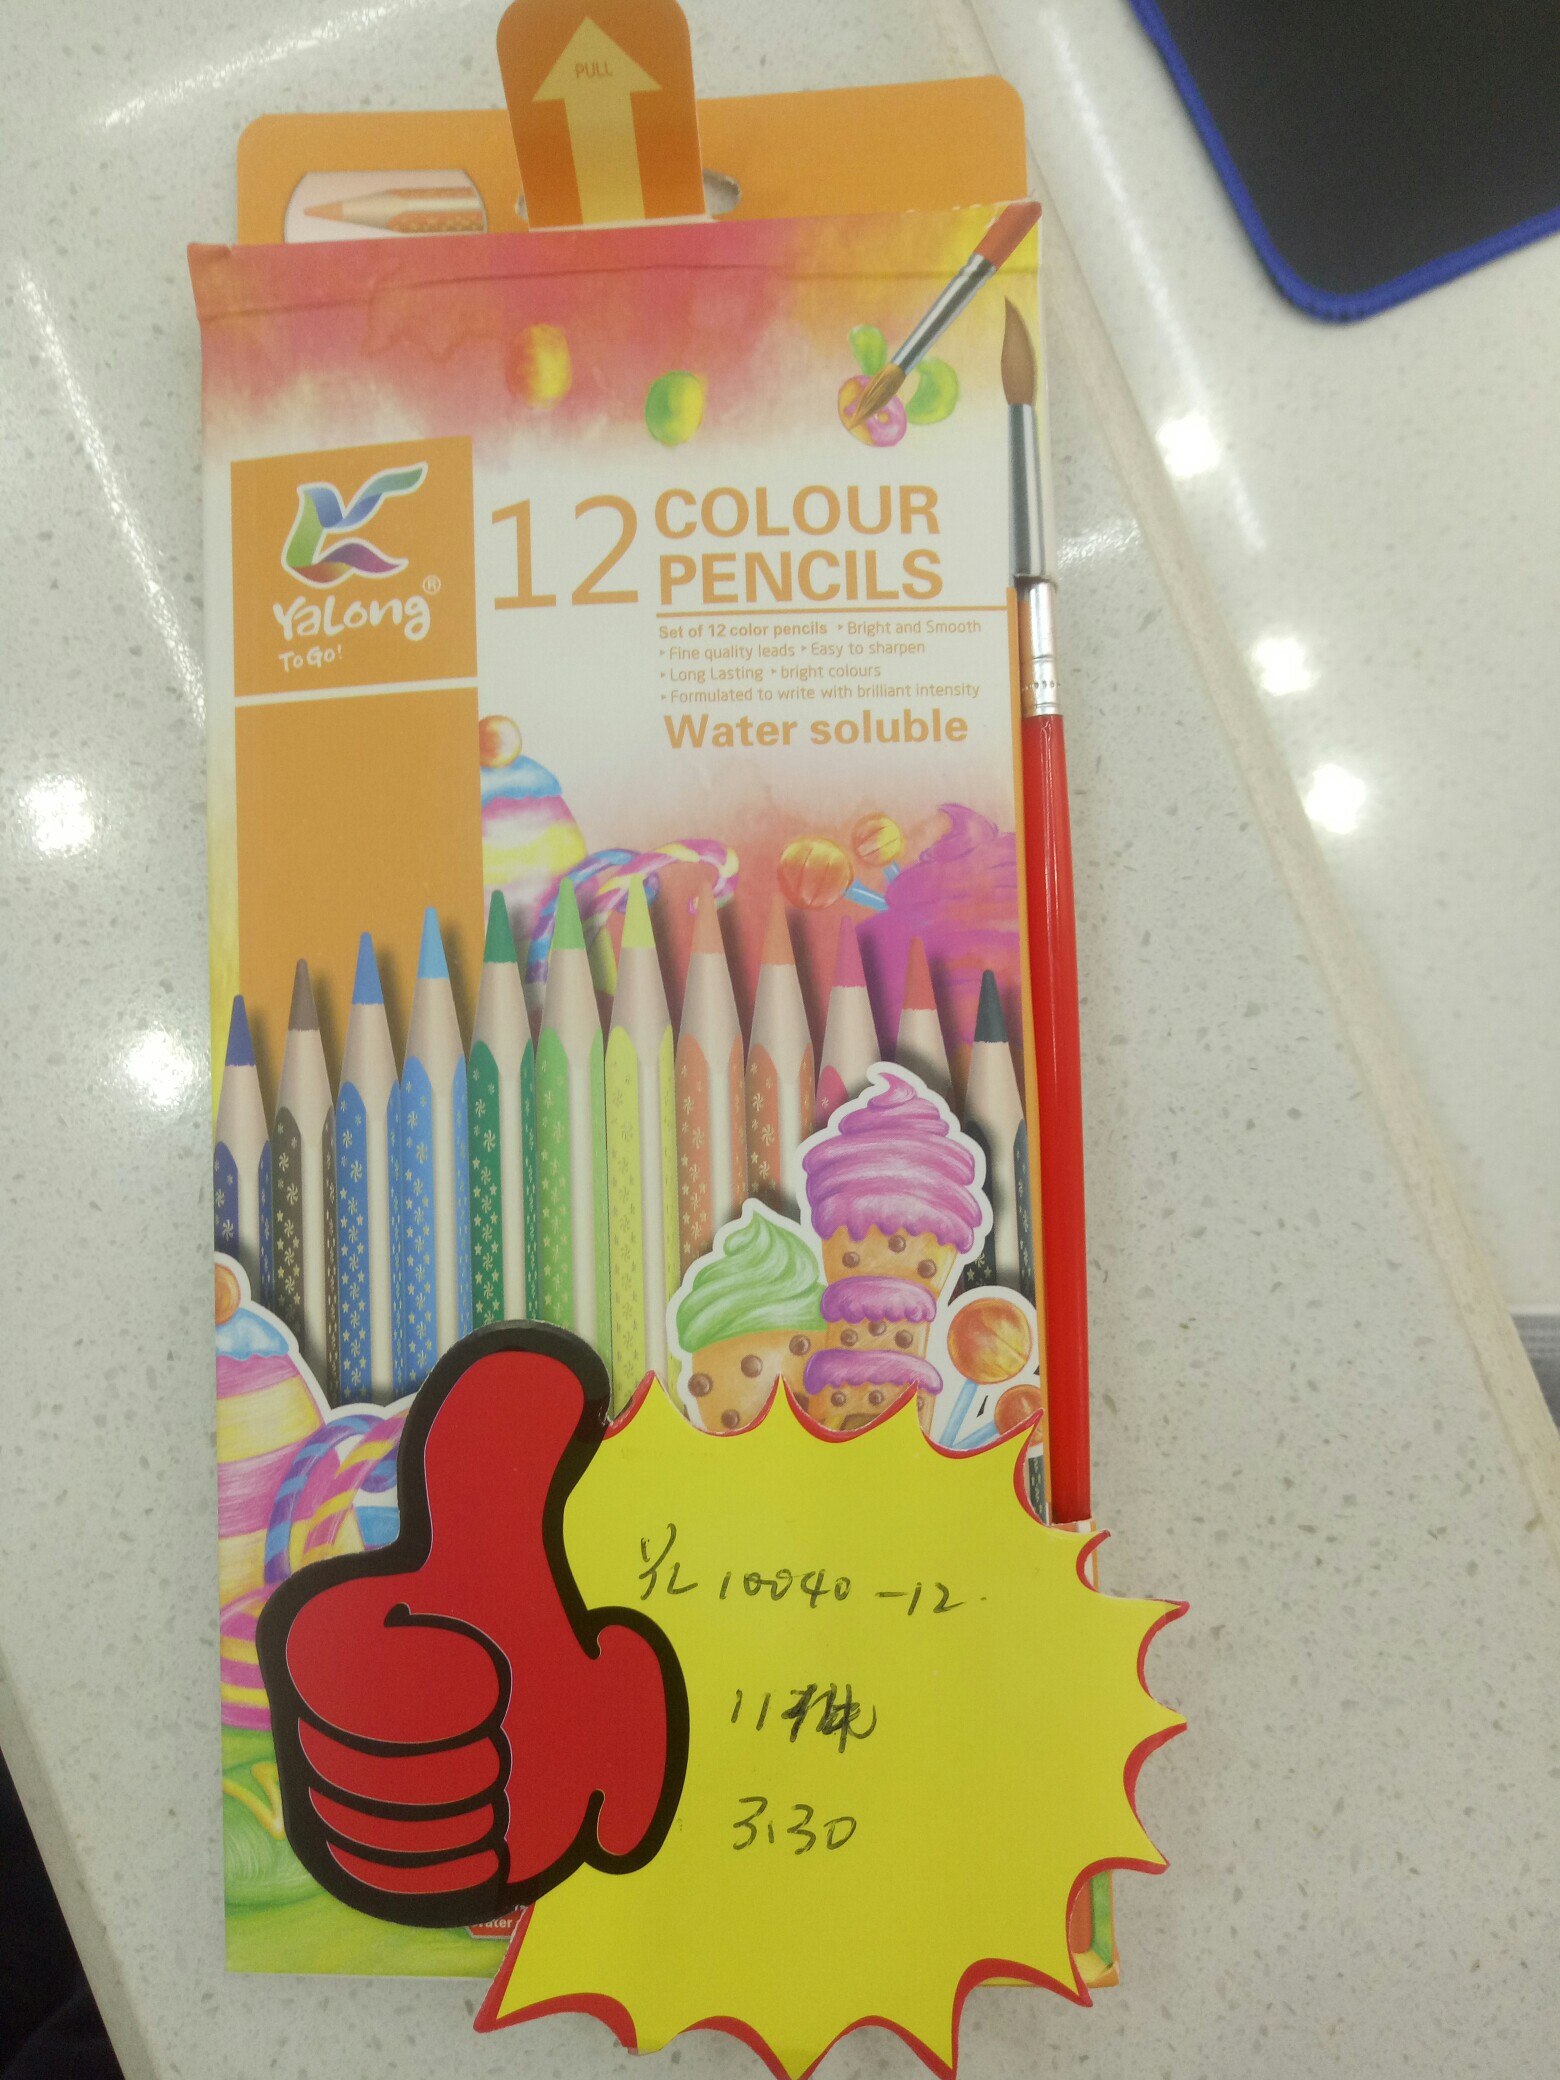 PULL
YaLong®
To Go!
12 COLOUR
PENCILS
Set of 12 color pencils ‣ Bright and Smooth
‣ Fine quality leads ‣ Easy to sharpen
‣ Long Lasting ‣ bright colours
‣ Formulated to write with brilliant intensity
Water soluble
YL10040-12.
11排
3.30
Water